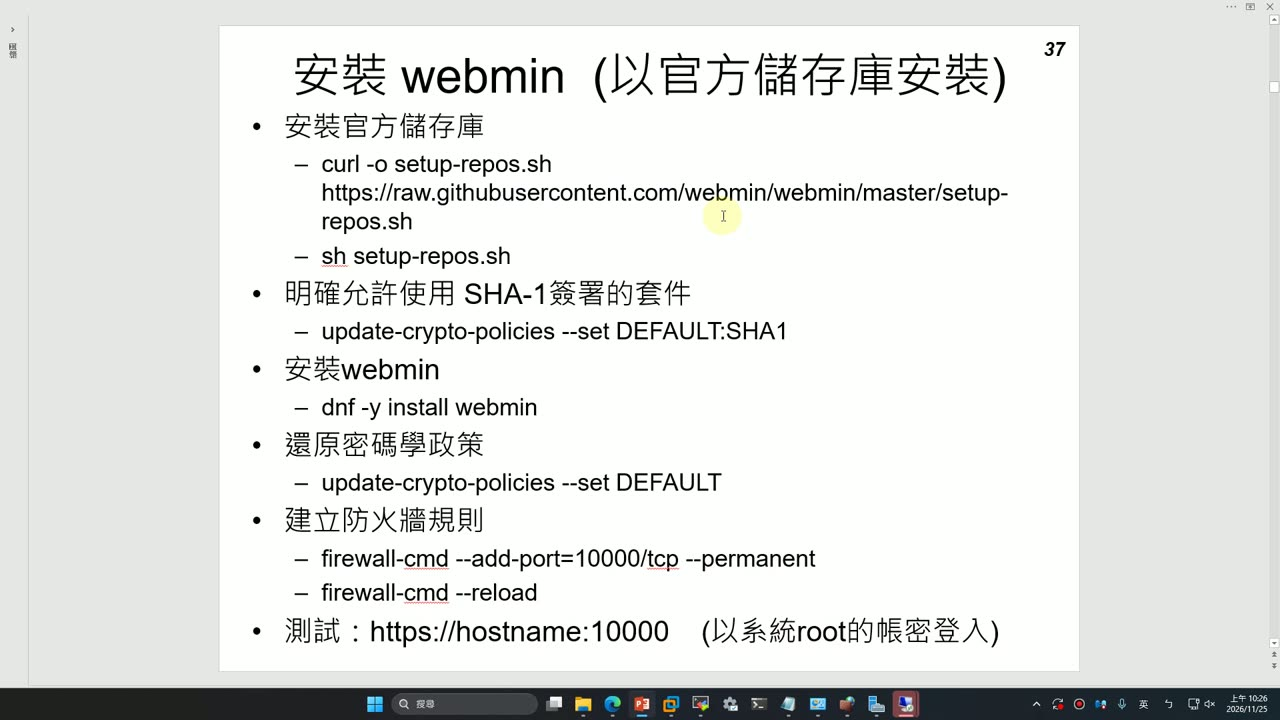 37
安裝 webmin (以官方儲存庫安裝)
• 安裝官方儲存庫
– curl -o setup-repos.sh
https://raw.githubusercontent.com/webmin/webmin/master/setup-
repos.sh
– sh setup-repos.sh
• 明確允許使用 SHA-1簽署的套件
– update-crypto-policies --set DEFAULT:SHA1
• 安裝webmin
– dnf -y install webmin
• 還原密碼學政策
– update-crypto-policies --set DEFAULT
• 建立防火牆規則
– firewall-cmd --add-port=10000/tcp --permanent
– firewall-cmd --reload
• 測試：https://hostname:10000 (以系統root的帳密登入)
搜尋
英
上午 10:26
2026/11/25